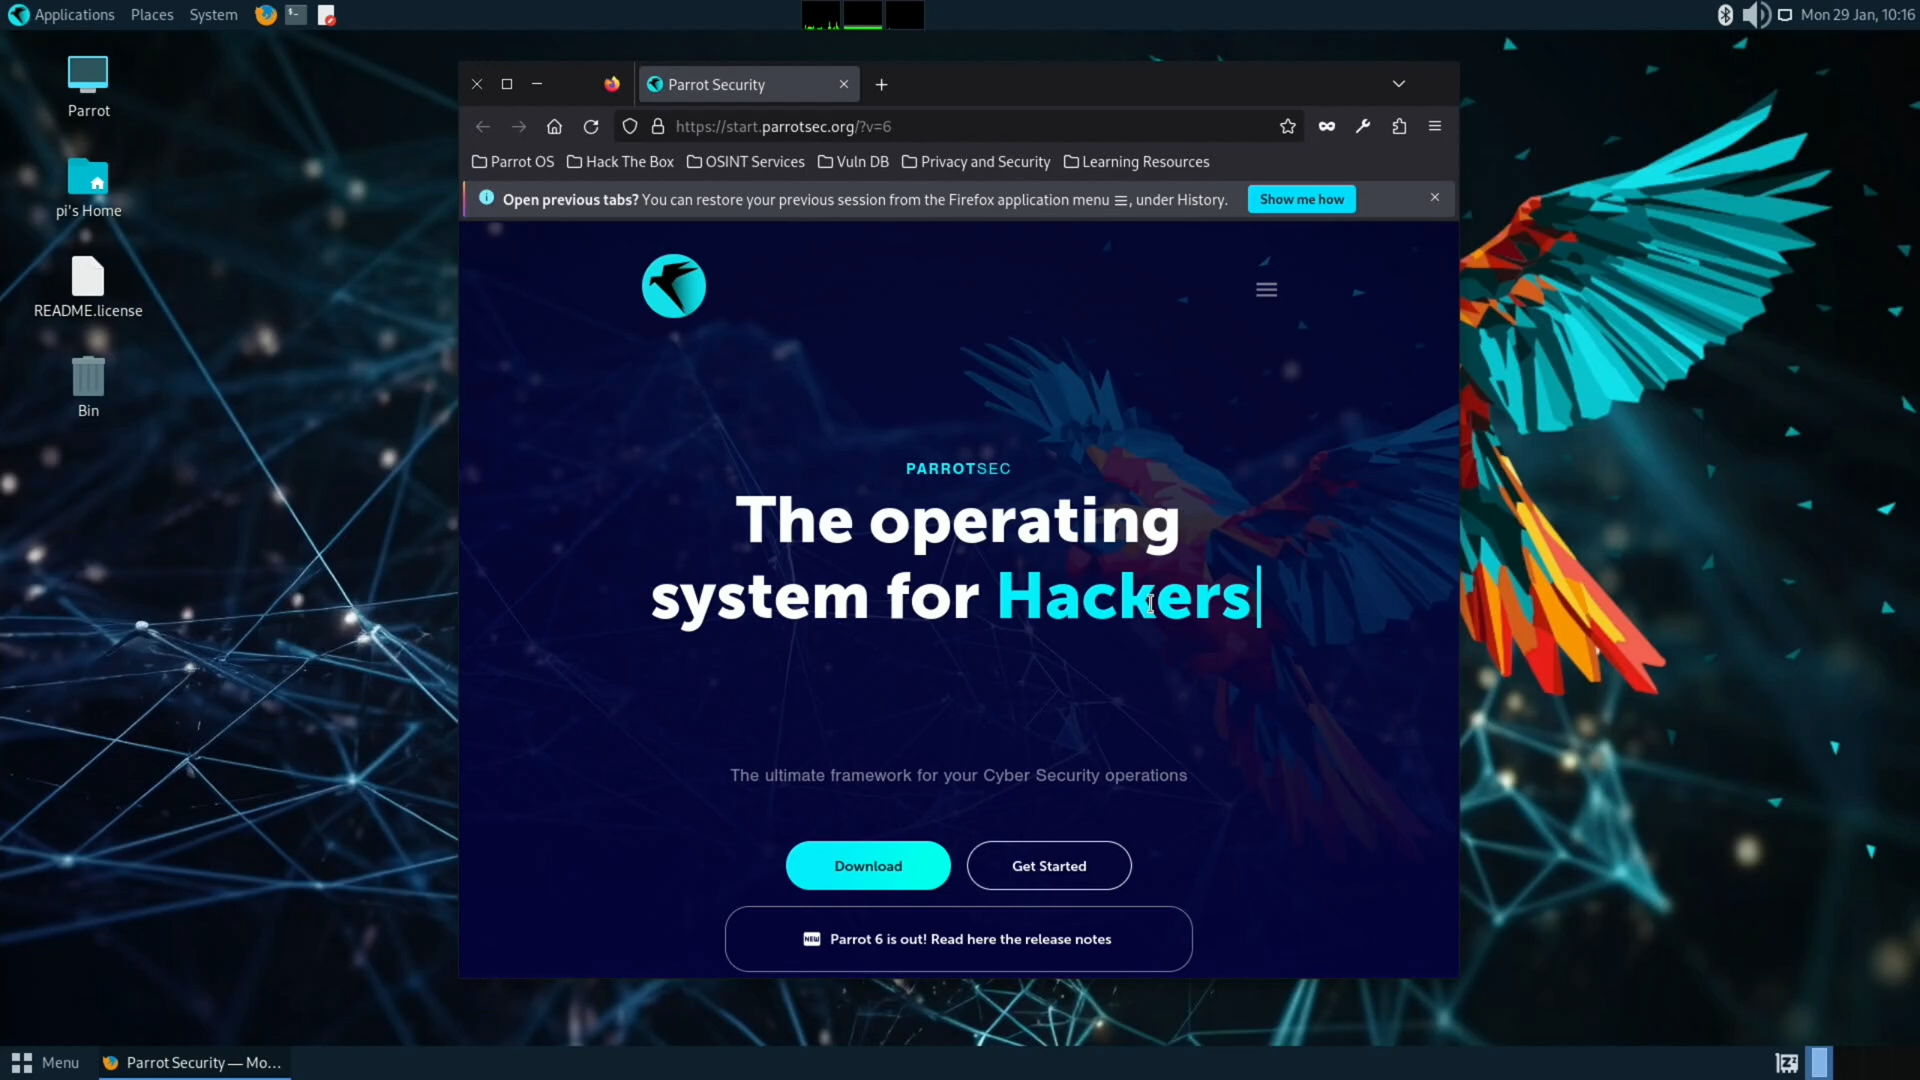 Applications Places System Mon 29 Jan, 10:16
Parrot
pi's Home
README.license
Bin
Parrot Security
https://start.parrotsec.org/?v=6
Parrot OS Hack The Box OSINT Services Vuln DB Privacy and Security Learning Resources
Open previous tabs? You can restore your previous session from the Firefox application menu ☰, under History. Show me how
PARROTSEC
The operating
system for Hackers
The ultimate framework for your Cyber Security operations
Download Get Started
NEW Parrot 6 is out! Read here the release notes
Menu Parrot Security — Mo...